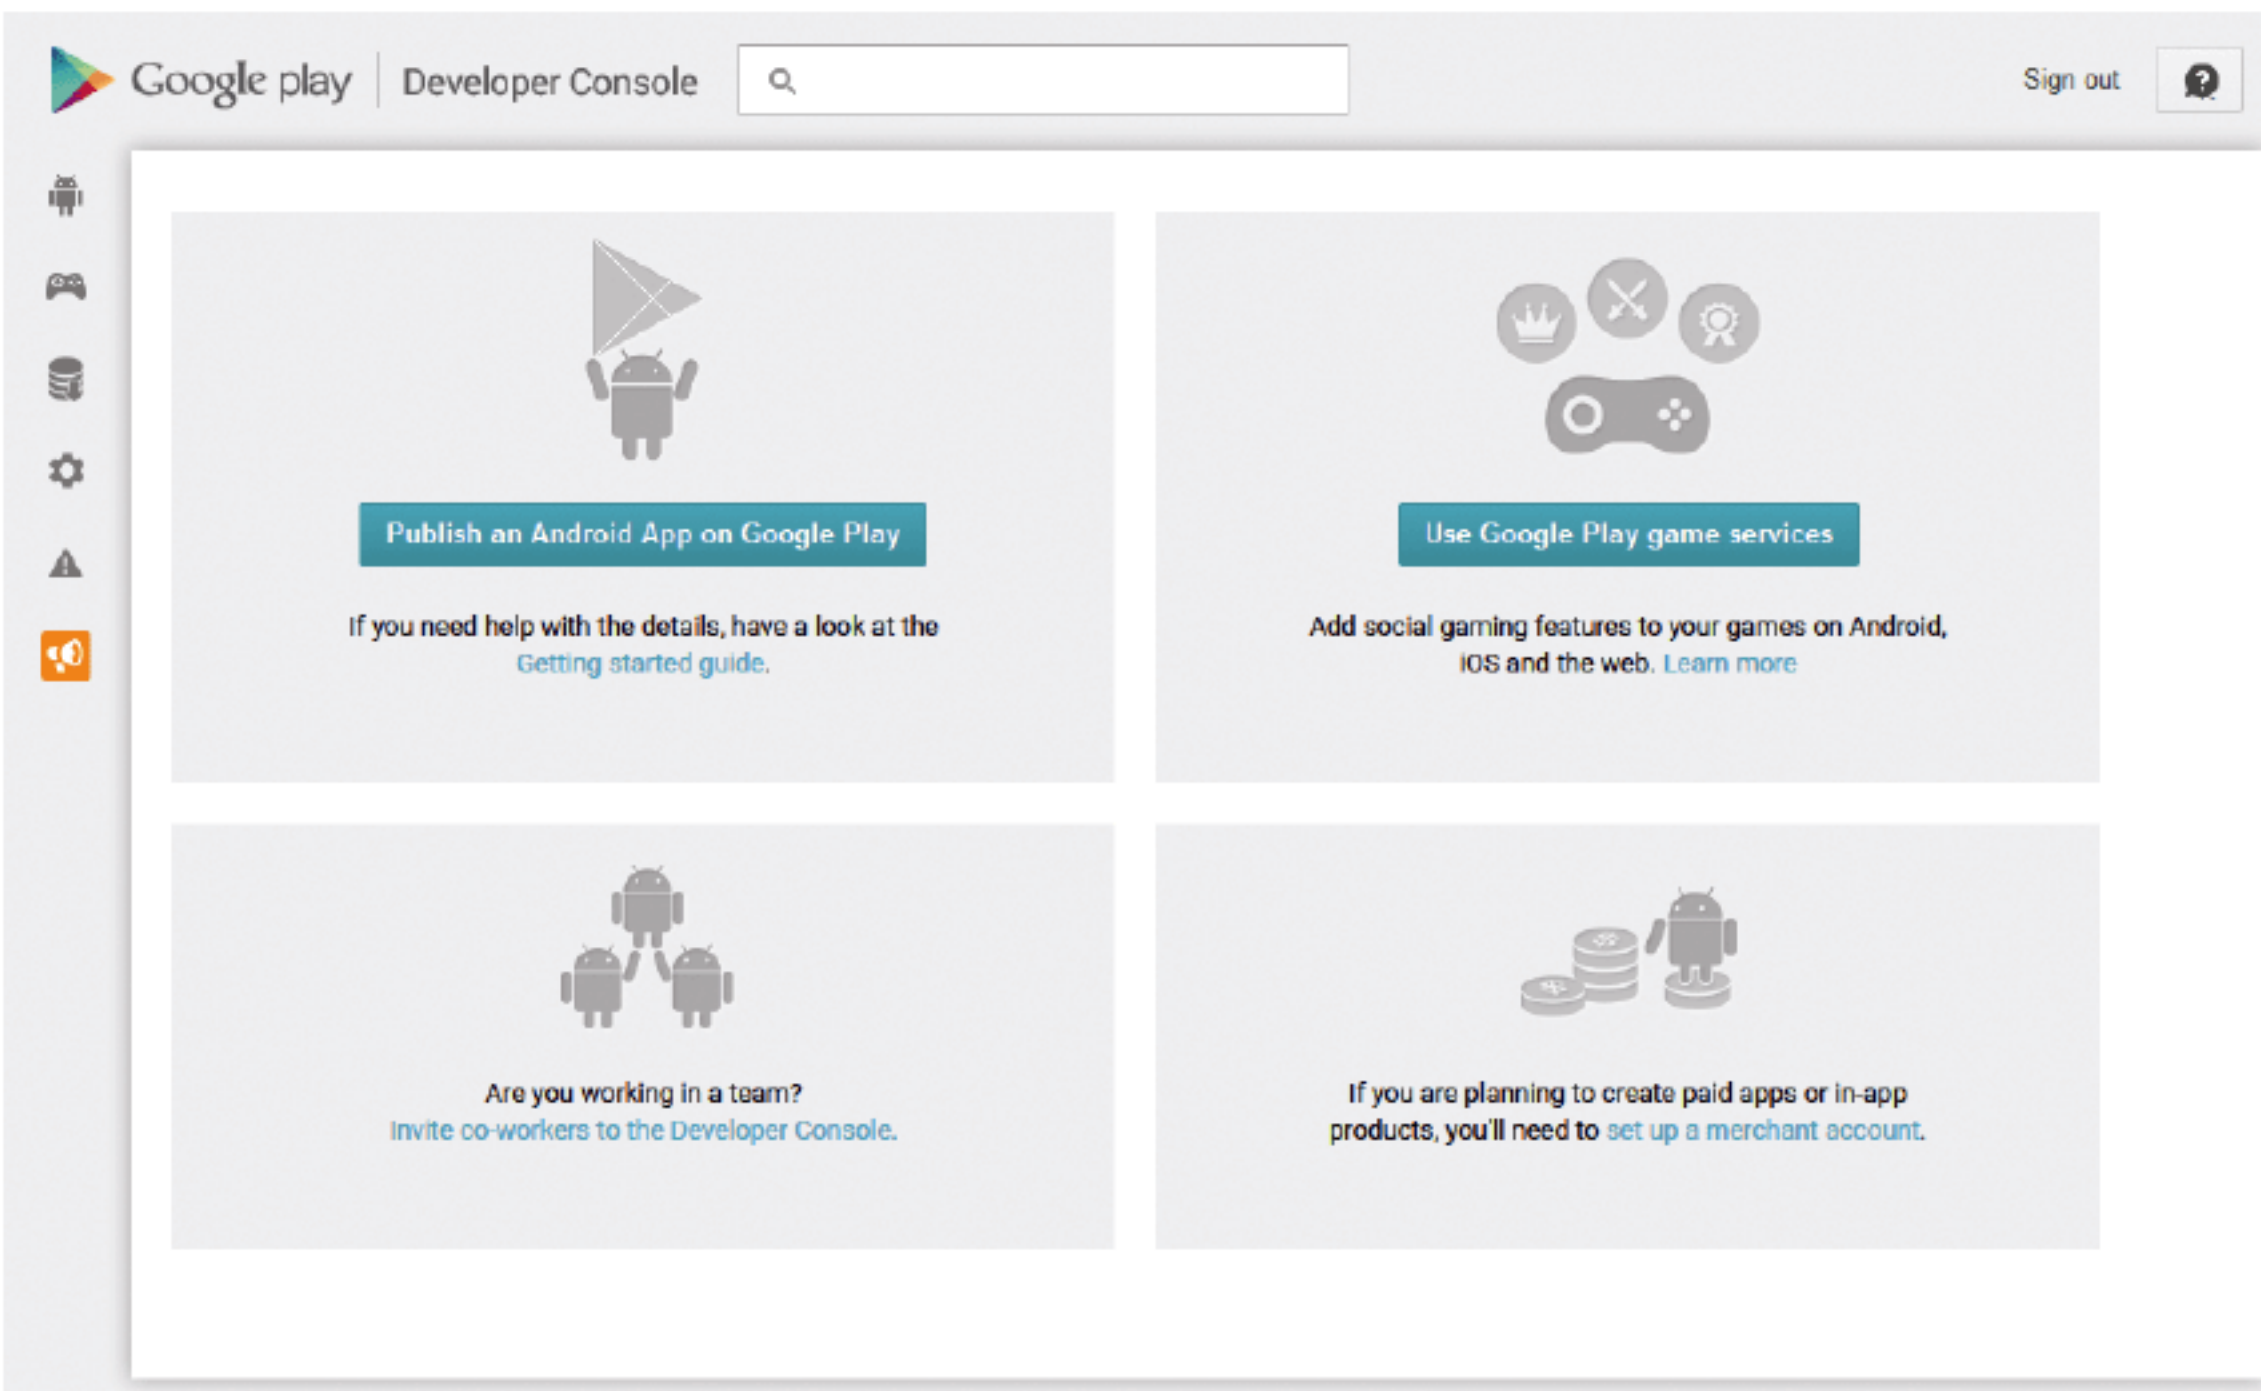 Google play Developer Console
Sign out
Publish an Android App on Google Play
If you need help with the details, have a look at the
Getting started guide.
Use Google Play game services
Add social gaming features to your games on Android,
iOS and the web. Learn more
Are you working in a team?
Invite co-workers to the Developer Console.
If you are planning to create paid apps or in-app
products, you'll need to set up a merchant account.